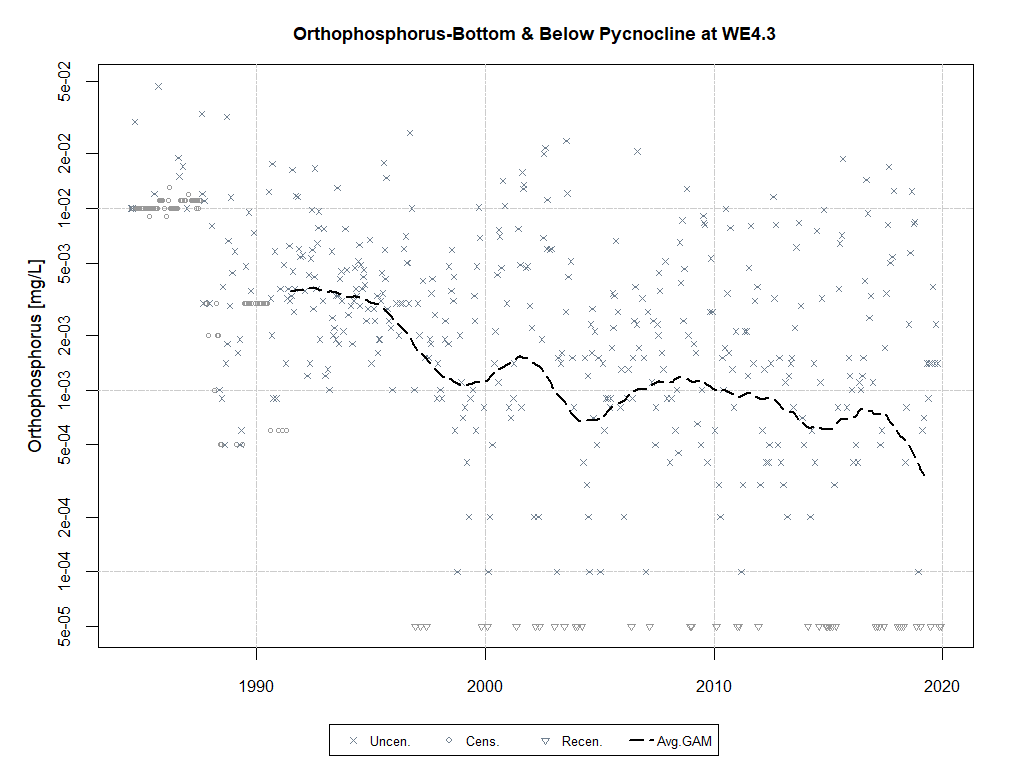 Orthophosphorus-Bottom & Below Pycnocline at WE4.3
Orthophosphorus [mg/L]
5e-02
2e-02
1e-02
5e-03
2e-03
1e-03
5e-04
2e-04
1e-04
5e-05
1990 2000 2010 2020
Uncen. Cens. Recen. Avg.GAM